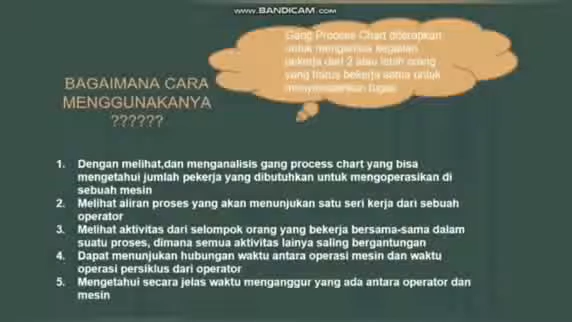 www.BANDICAM.com
Gang Process Chart diterapkan
untuk menganisa kegiatan
pekerja dari 2 atau lebih orang
yang harus bekerja sama untuk
menyelesaikan tugas
BAGAIMANA CARA
MENGGUNAKANYA
??????
1. Dengan melihat,dan menganalisis gang process chart yang bisa
mengetahui jumlah pekerja yang dibutuhkan untuk mengoperasikan di
sebuah mesin
2. Melihat aliran proses yang akan menunjukan satu seri kerja dari sebuah
operator
3. Melihat aktivitas dari selompok orang yang bekerja bersama-sama dalam
suatu proses, dimana semua aktivitas lainya saling bergantungan
4. Dapat menunjukan hubungan waktu antara operasi mesin dan waktu
operasi persiklus dari operator
5. Mengetahui secara jelas waktu menganggur yang ada antara operator dan
mesin